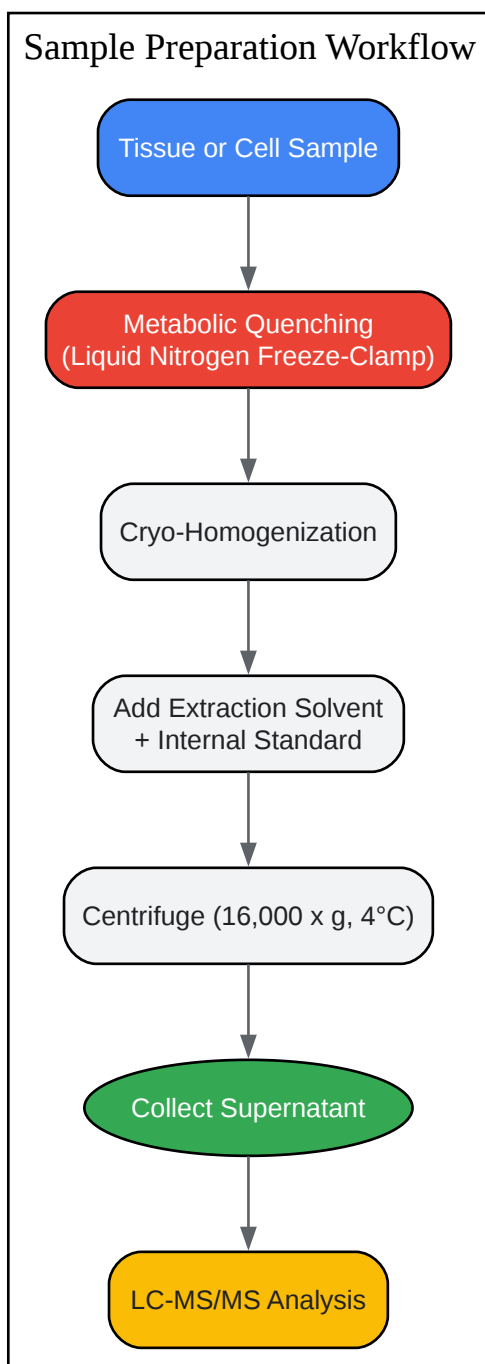 Sample Preparation Workflow
Tissue or Cell Sample
Metabolic Quenching
(Liquid Nitrogen Freeze-Clamp)
Cryo-Homogenization
Add Extraction Solvent
+ Internal Standard
Centrifuge (16,000 x g, 4°C)
Collect Supernatant
LC-MS/MS Analysis